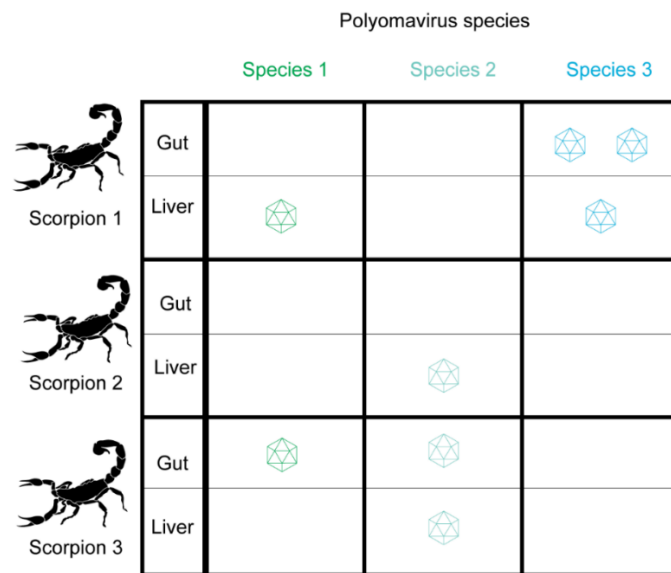 Polyomavirus species
Species 1 Species 2 Species 3
Gut
Liver
Scorpion 1
Gut
Liver
Scorpion 2
Gut
Liver
Scorpion 3